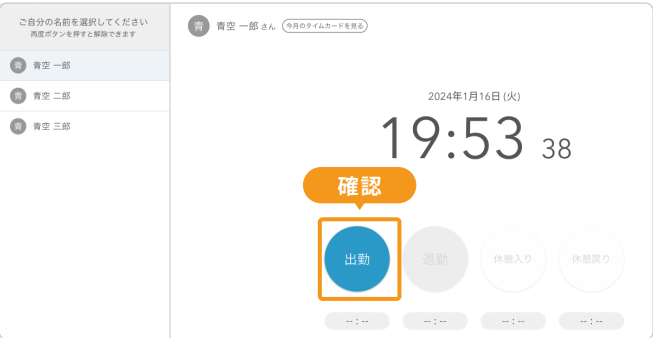 ご自分の名前を選択してください
再度ボタンを押すと解除できます
青 青空 一郎
青 青空 二郎
青 青空 三郎
青 青空 一郎 さん 今月のタイムカードを見る
2024年1月16日 (火)
19:53 38
確認
出勤 退勤 休憩入り 休憩戻り
--:-- --:-- --:-- --:--